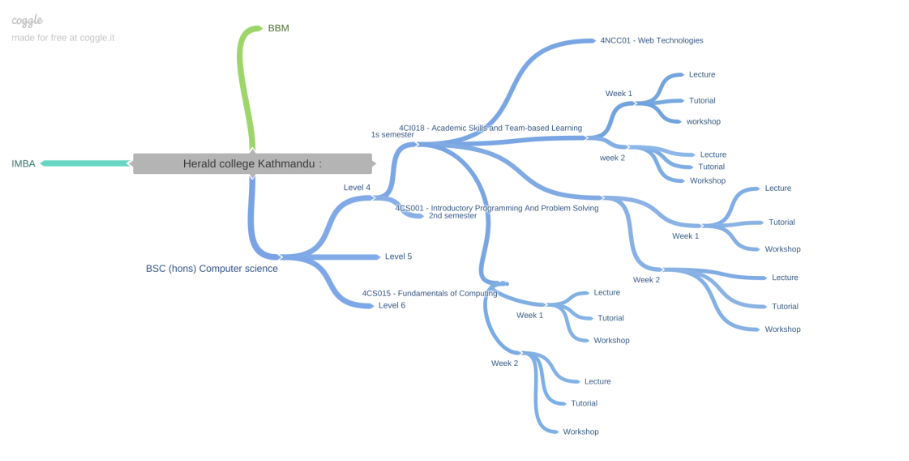 coggle
made for free at coggle.it
BBM
IMBA
Herald college Kathmandu :
BSC (hons) Computer science
Level 4
Level 5
Level 6
1s semester
2nd semester
4NCC01 - Web Technologies
4CI018 - Academic Skills and Team-based Learning
Week 1
Lecture
Tutorial
workshop
week 2
Lecture
Tutorial
Workshop
4CS001 - Introductory Programming And Problem Solving
Week 1
Lecture
Tutorial
Workshop
Week 2
Lecture
Tutorial
Workshop
4CS015 - Fundamentals of Computing
Week 1
Lecture
Tutorial
Workshop
Week 2
Lecture
Tutorial
Workshop